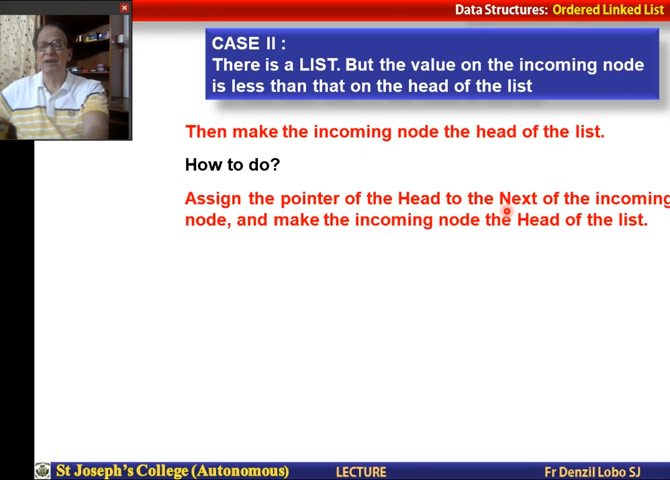 Data Structures: Ordered Linked List
CASE II :
There is a LIST. But the value on the incoming node
is less than that on the head of the list
Then make the incoming node the head of the list.
How to do?
Assign the pointer of the Head to the Next of the incoming
node, and make the incoming node the Head of the list.
St Joseph's College (Autonomous) LECTURE Fr Denzil Lobo SJ